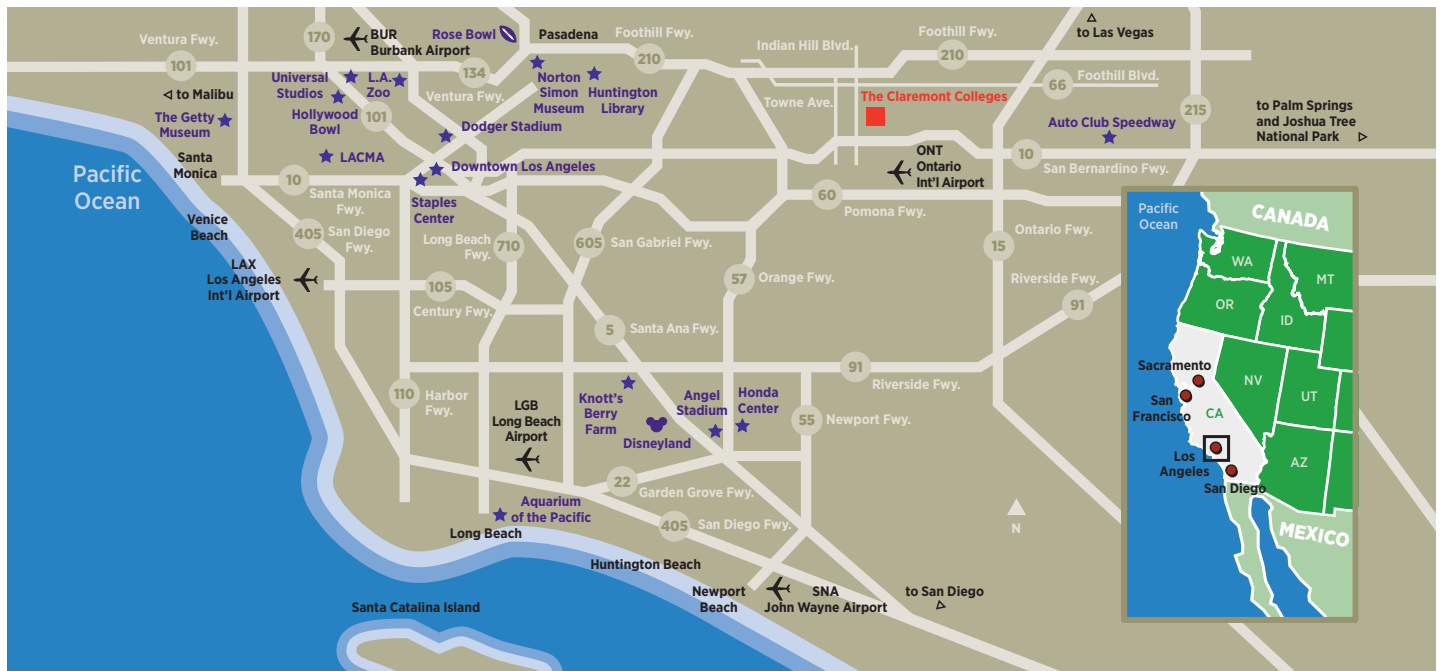 Ventura Fwy.
101
170
BUR
Burbank Airport
Rose Bowl
Pasadena
134
Ventura Fwy.
Foothill Fwy.
210
Indian Hill Blvd.
Foothill Fwy.
210
to Las Vegas
66
Foothill Blvd.
215
Universal
Studios
L.A.
Zoo
Norton
Simon
Museum
Huntington
Library
Towne Ave.
The Claremont Colleges
to Malibu
The Getty
Museum
Hollywood
Bowl
101
Dodger Stadium
Auto Club Speedway
to Palm Springs
and Joshua Tree
National Park
LACMA
Downtown Los Angeles
Santa
Monica
Pacific
Ocean
10
Santa Monica
Fwy.
Staples
Center
ONT
Ontario
Int'l Airport
10
San Bernardino Fwy.
60
Pomona Fwy.
Venice
Beach
405
San Diego
Fwy.
Long Beach
Fwy.
710
605
San Gabriel Fwy.
15
Ontario Fwy.
LAX
Los Angeles
Int'l Airport
105
Century Fwy.
57
Orange Fwy.
Riverside Fwy.
91
5
Santa Ana Fwy.
91
Riverside Fwy.
110
Harbor
Fwy.
LGB
Long Beach
Airport
Knott's
Berry
Farm
Disneyland
Angel
Stadium
Honda
Center
55
Newport Fwy.
22
Garden Grove Fwy.
Aquarium
of the Pacific
405
San Diego Fwy.
Long Beach
Huntington Beach
N
Newport
Beach
SNA
John Wayne Airport
to San Diego
Santa Catalina Island
Pacific
Ocean
CANADA
WA
MT
OR
ID
Sacramento
NV
San
Francisco
CA
UT
Los
Angeles
AZ
San Diego
MEXICO